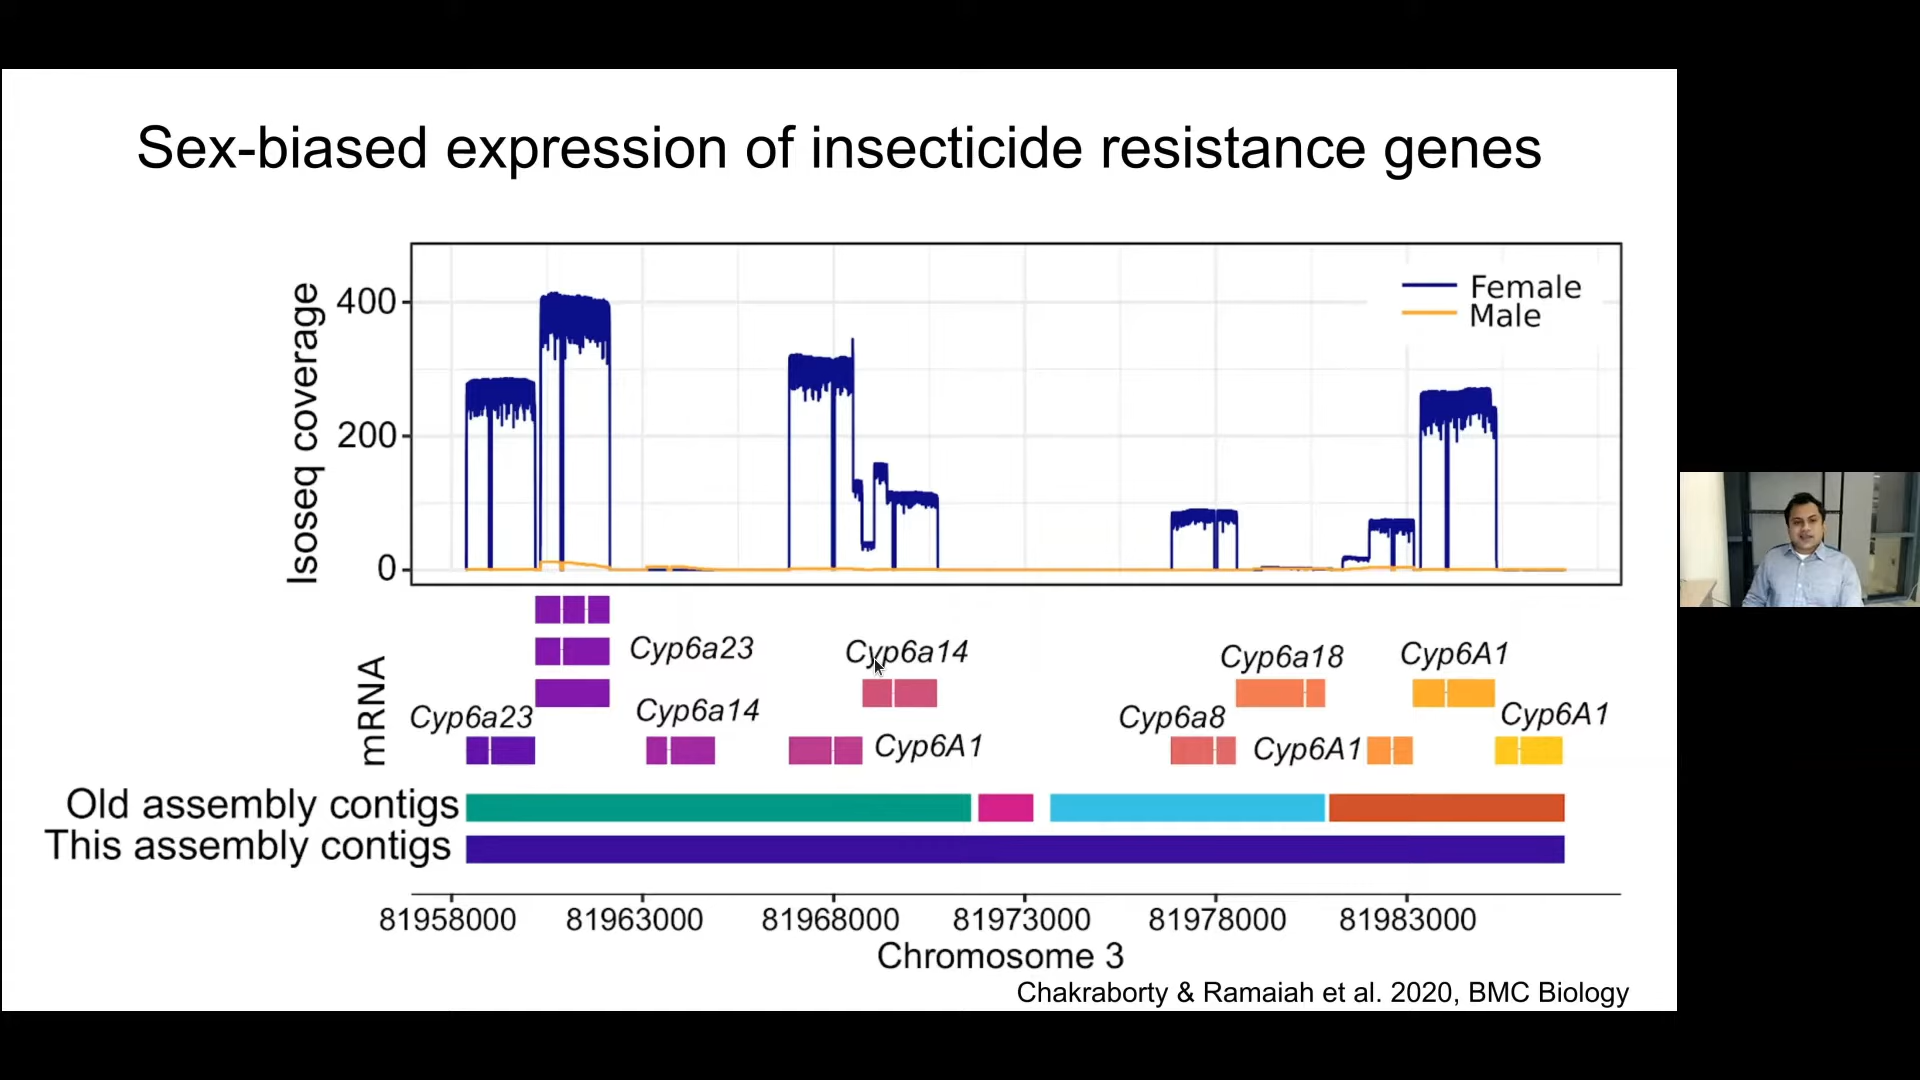 Sex-biased expression of insecticide resistance genes
Isoseq coverage
400
200
0
Female
Male
mRNA
Cyp6a23
Cyp6a23
Cyp6a14
Cyp6a14
Cyp6A1
Cyp6a8
Cyp6a18
Cyp6A1
Cyp6A1
Cyp6A1
Old assembly contigs
This assembly contigs
81958000 81963000 81968000 81973000 81978000 81983000
Chromosome 3
Chakraborty & Ramaiah et al. 2020, BMC Biology